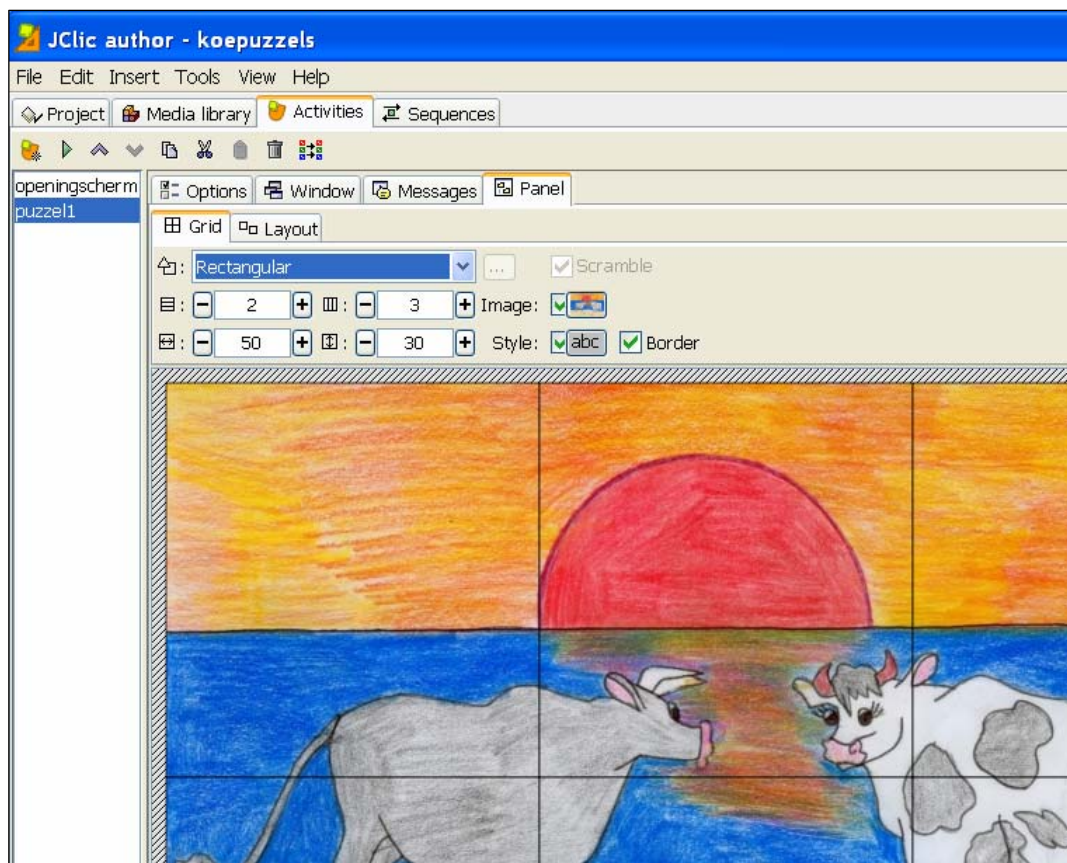 JClic author - koepuzzels
File Edit Insert Tools View Help
Project Media library Activities Sequences
openingscherm
puzzel1
Options Window Messages Panel
Grid Layout
: Rectangular ... Scramble
: 2 : 3 Image:
: 50 : 30 Style: abc Border